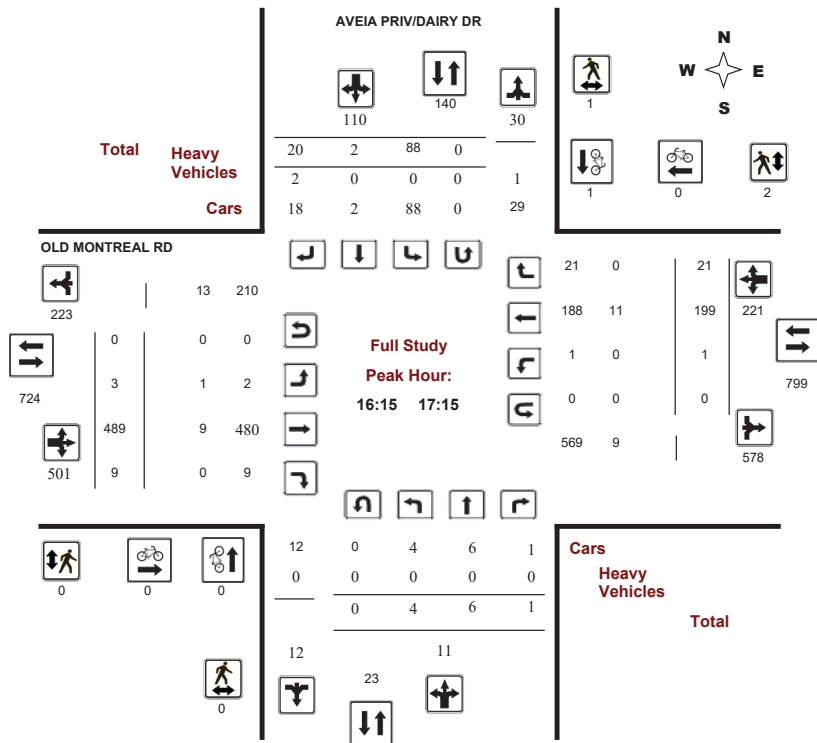 AVEIA PRIV/DAIRY DR
N
W E
S
110
140
30
1
Total
Heavy
Vehicles
Cars
20 2 88 0
2 0 0 0 1
18 2 88 0 29
1 0 2
OLD MONTREAL RD
223
13 210
0 0 0
724
3 1 2
489 9 480
501
9 0 9
Full Study
Peak Hour:
16:15 17:15
21 0 21
188 11 199 221
1 0 1
799
0 0 0
569 9
578
0 0 0
12 0 4 6 1
0 0 0 0 0
0 4 6 1
12
11
23
0
Cars
Heavy
Vehicles
Total